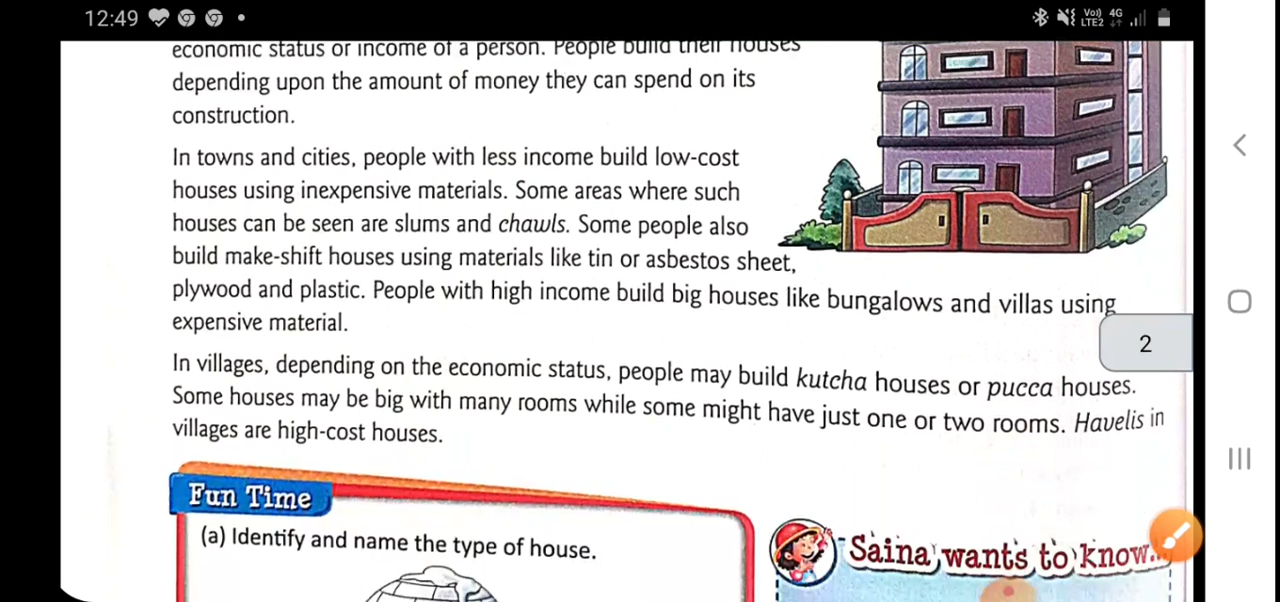 12:49
Vo)) LTE2 4G
economic status or income of a person. People build their houses
depending upon the amount of money they can spend on its
construction.
In towns and cities, people with less income build low-cost
houses using inexpensive materials. Some areas where such
houses can be seen are slums and chawls. Some people also
build make-shift houses using materials like tin or asbestos sheet,
plywood and plastic. People with high income build big houses like bungalows and villas using
expensive material.
2
In villages, depending on the economic status, people may build kutcha houses or pucca houses.
Some houses may be big with many rooms while some might have just one or two rooms. Havelis in
villages are high-cost houses.
Fun Time
(a) Identify and name the type of house.
Saina wants to know...